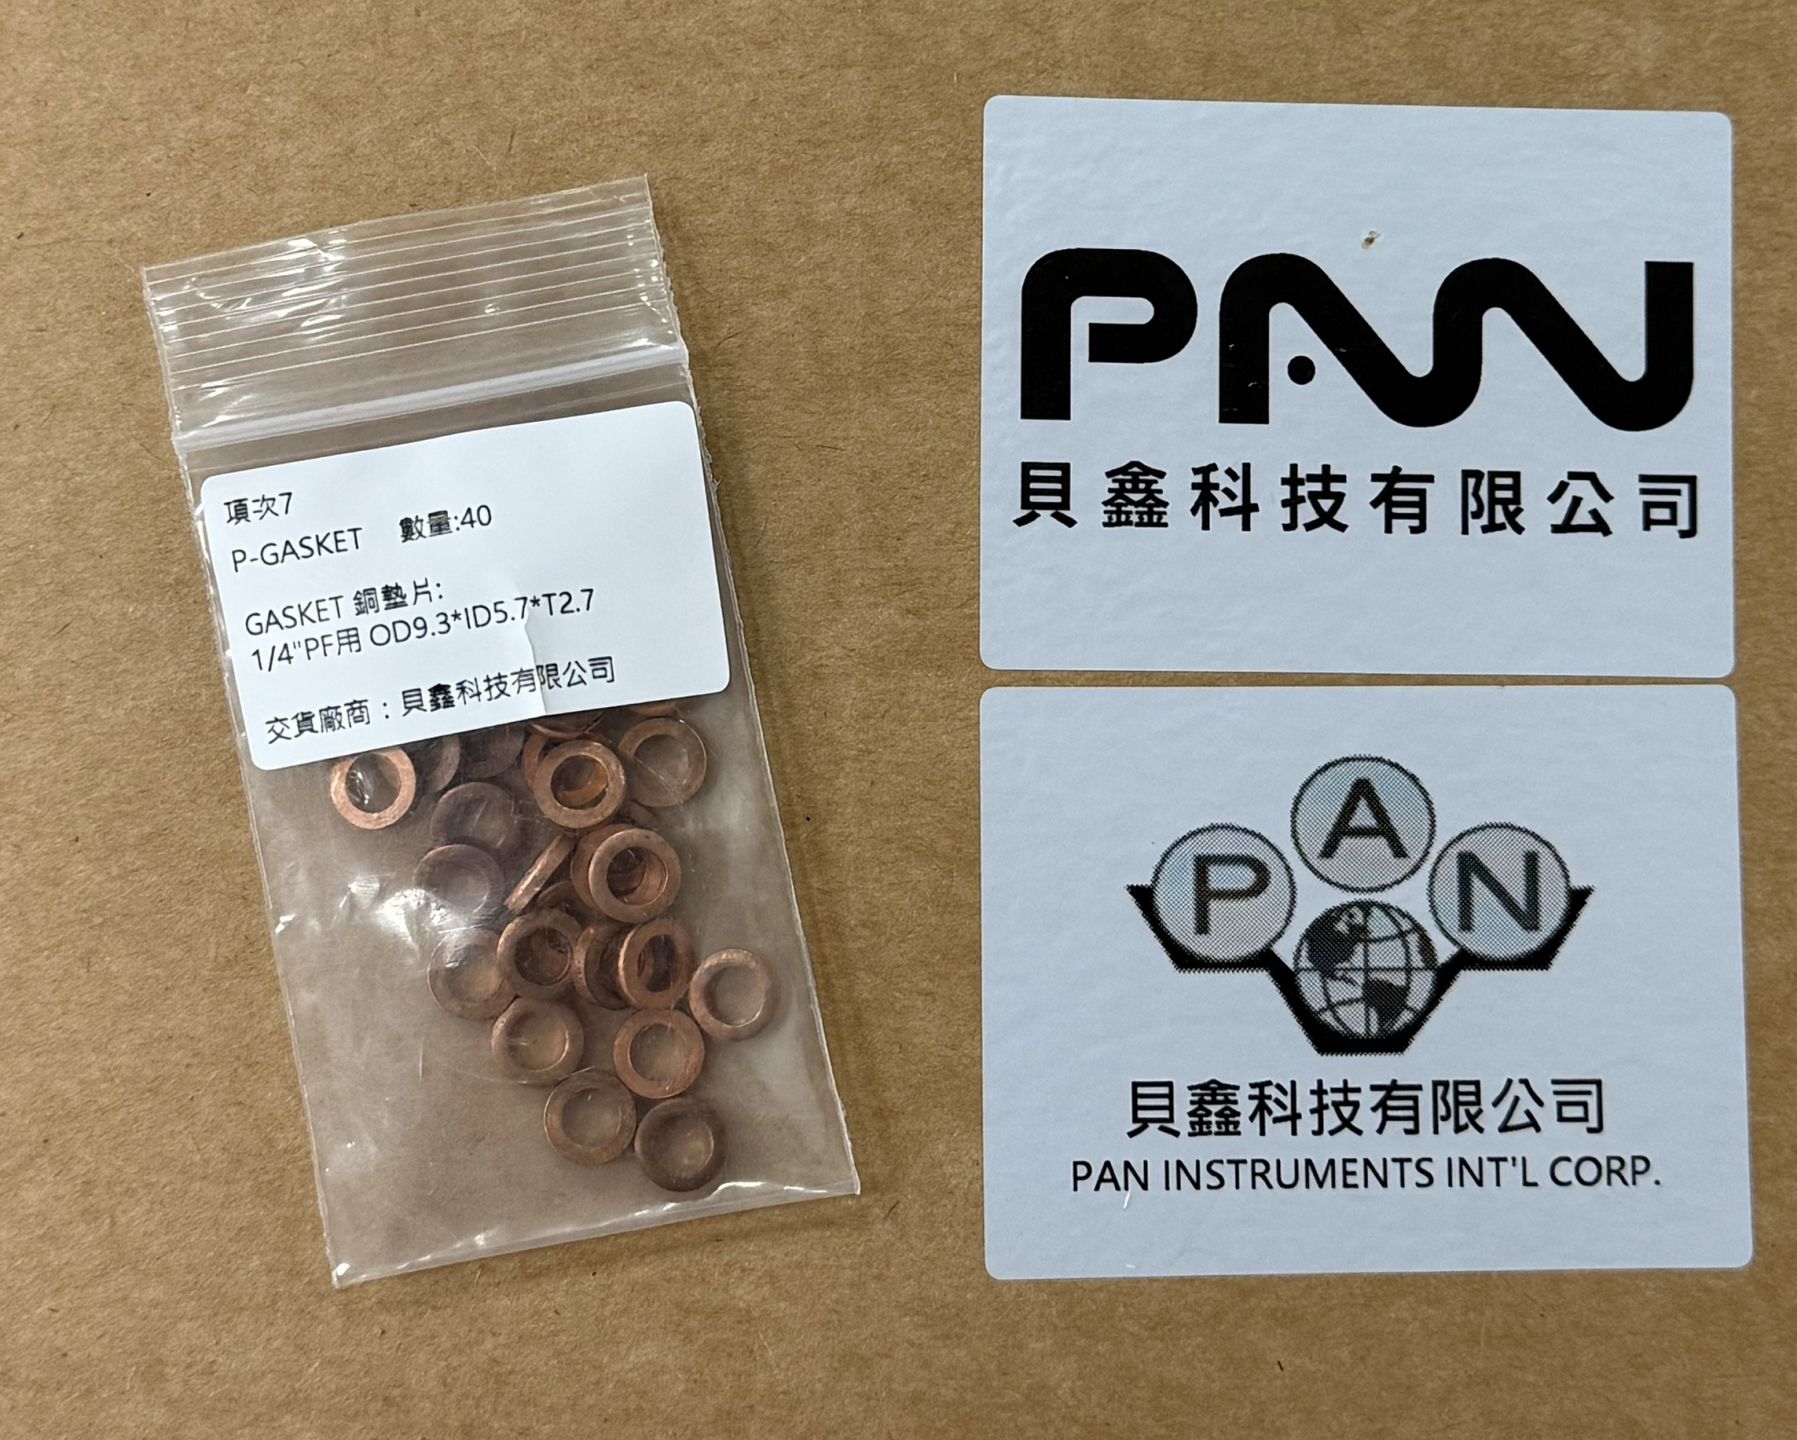 項次7
P-GASKET 數量:40
GASKET 銅墊片:
1/4"PF用 OD9.3*ID5.7*T2.7
交貨廠商：貝鑫科技有限公司
PAN
貝鑫科技有限公司
PAN
貝鑫科技有限公司
PAN INSTRUMENTS INT'L CORP.